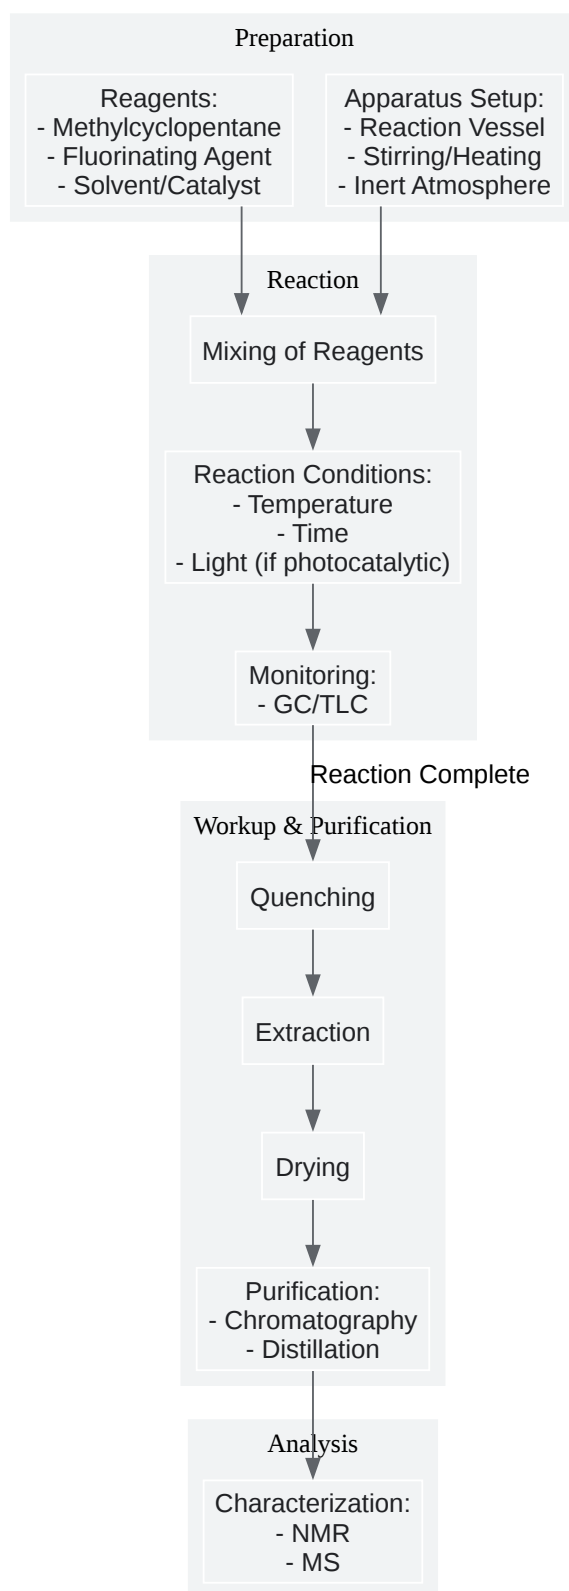 Preparation
Reagents:
- Methylcyclopentane
- Fluorinating Agent
- Solvent/Catalyst
Apparatus Setup:
- Reaction Vessel
- Stirring/Heating
- Inert Atmosphere
Reaction
Mixing of Reagents
Reaction Conditions:
- Temperature
- Time
- Light (if photocatalytic)
Monitoring:
- GC/TLC
Reaction Complete
Workup & Purification
Quenching
Extraction
Drying
Purification:
- Chromatography
- Distillation
Analysis
Characterization:
- NMR
- MS